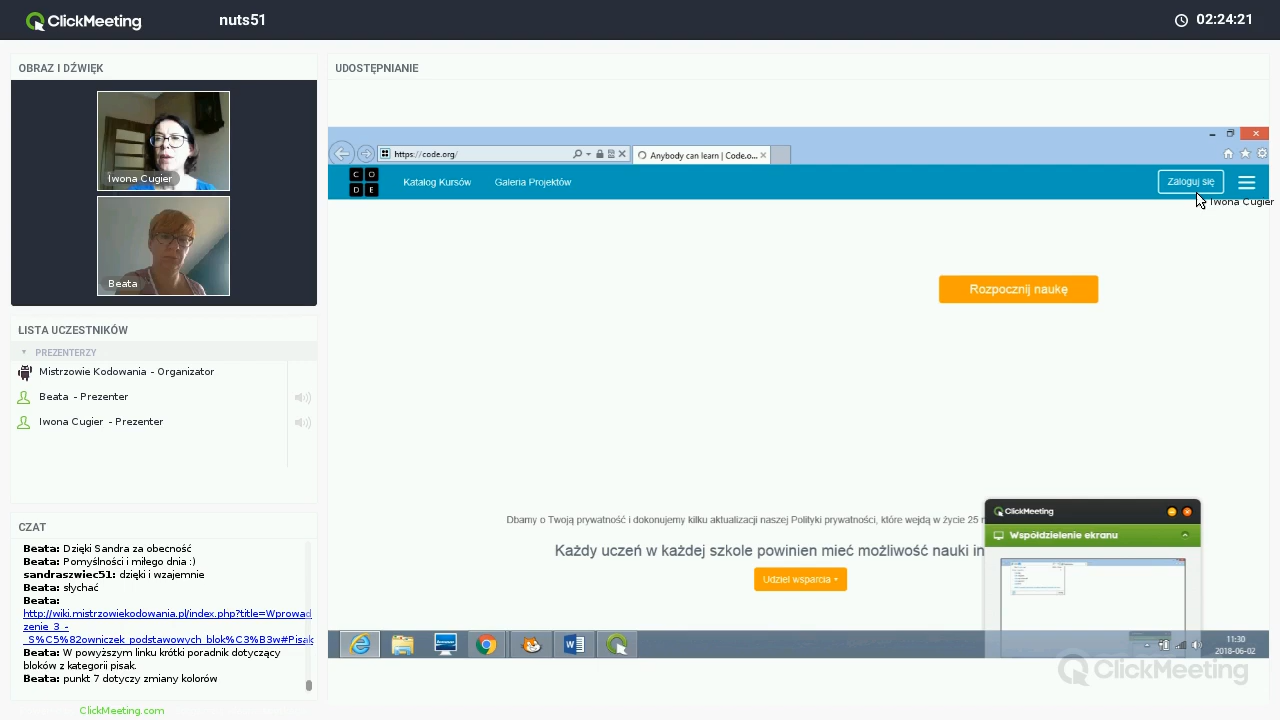 ClickMeeting
nuts51
02:24:21
OBRAZ I DŹWIĘK
Iwona Cugier
Beata
LISTA UCZESTNIKÓW
PREZENTERZY
Mistrzowie Kodowania - Organizator
Beata - Prezenter
Iwona Cugier - Prezenter
CZAT
Beata: Dzięki Sandra za obecność
Beata: Pomyślności i miłego dnia :)
sandraszwiec51: dzięki i wzajemnie
Beata: słychać
Beata:
http://wiki.mistrzowiekodowania.pl/index.php?title=Wprowad
zenie_3_-
_S%C5%82owniczek_podstawowych_blok%C3%B3w#Pisak
Beata: W powyższym linku krótki poradnik dotyczący
bloków z kategorii pisak.
Beata: punkt 7 dotyczy zmiany kolorów
ClickMeeting.com
UDOSTĘPNIANIE
https://code.org/
Anybody can learn | Code.o...
CODE
Katalog Kursów
Galeria Projektów
Zaloguj się
Iwona Cugier
Rozpocznij naukę
Dbamy o Twoją prywatność i dokonujemy kilku aktualizacji naszej Polityki prywatności, które wejdą w życie 25
Każdy uczeń w każdej szkole powinien mieć możliwość nauki
Udziel wsparcia
ClickMeeting
Współdzielenie ekranu
11:30
2018-06-02
ClickMeeting